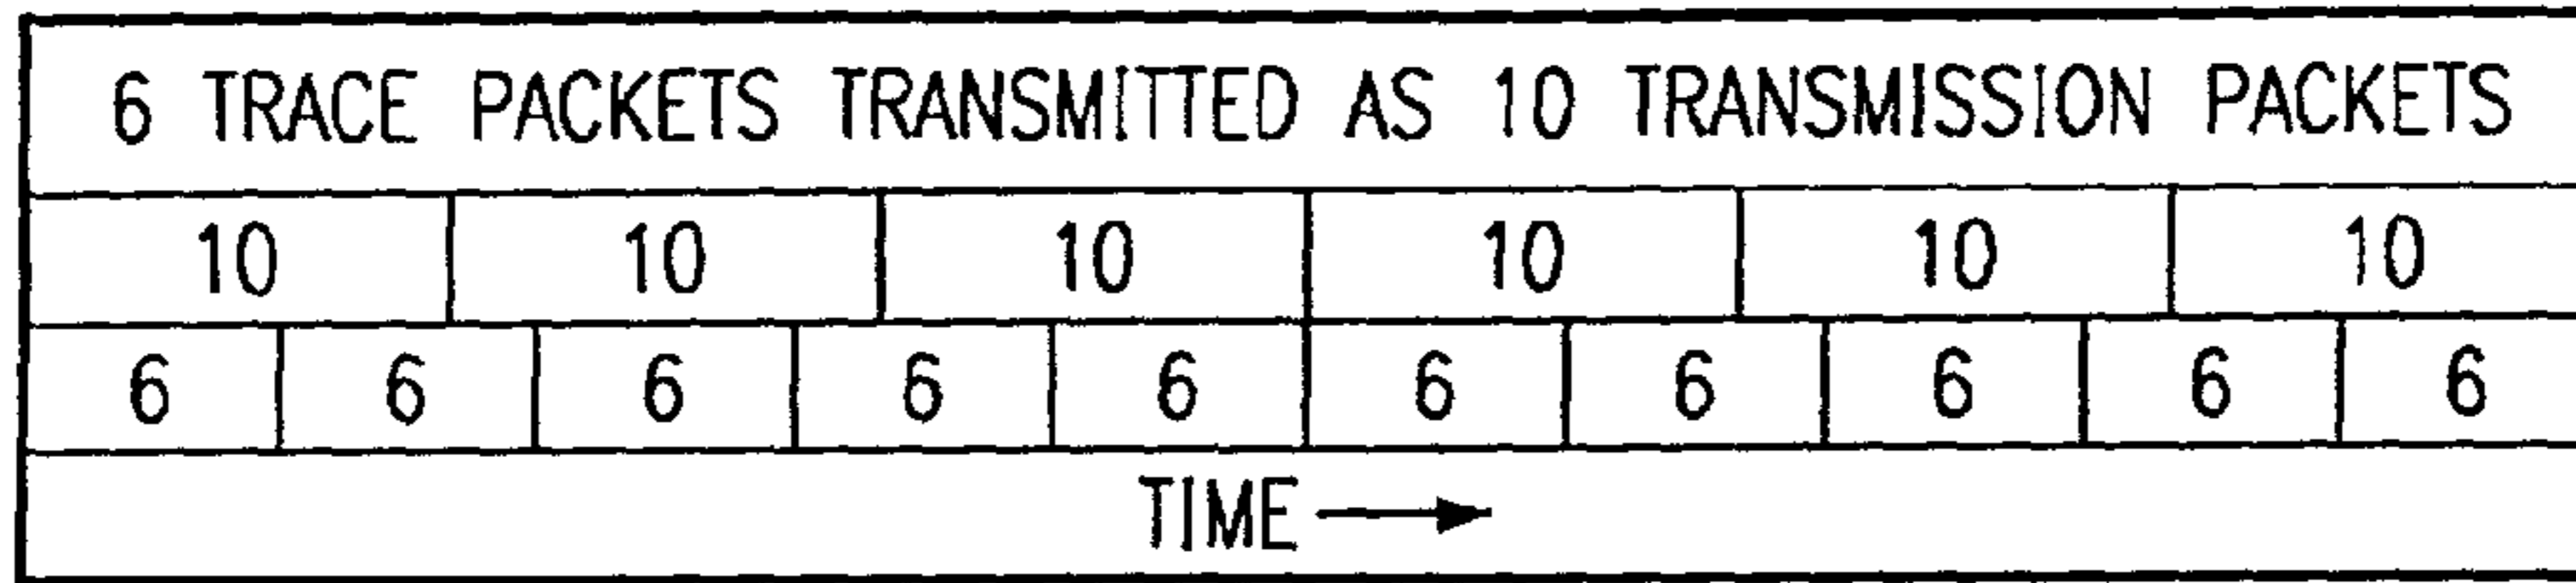 6 TRACE PACKETS TRANSMITTED AS 10 TRANSMISSION PACKETS
10 10 10 10 10 10
6 6 6 6 6 6 6 6 6 6
TIME